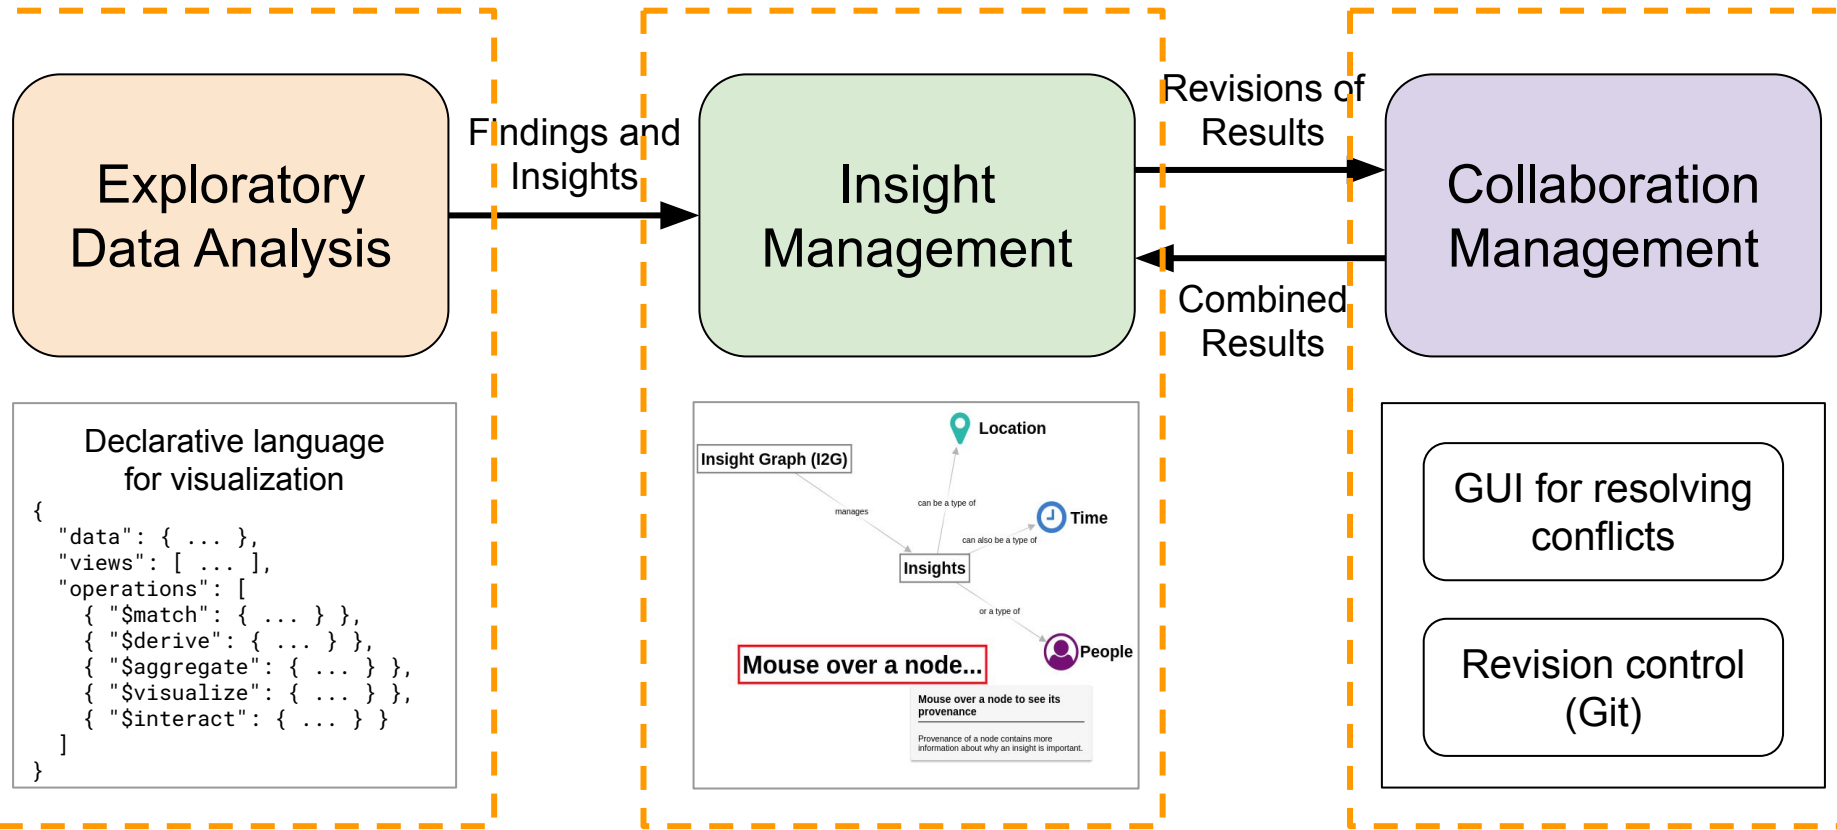 Exploratory
Data Analysis
Findings and
Insights
Insight
Management
Revisions of
Results
Combined
Results
Collaboration
Management
Declarative language
for visualization
{
  "data": { ... },
  "views": [ ... ],
  "operations": [
    { "$match": { ... } },
    { "$derive": { ... } },
    { "$aggregate": { ... } },
    { "$visualize": { ... } },
    { "$interact": { ... } }
  ]
}
Location
Insight Graph (I2G)
can be a type of
manages
Time
can also be a type of
Insights
or a type of
People
Mouse over a node...
Mouse over a node to see its
provenance
Provenance of a node contains more
information about why an insight is important.
GUI for resolving
conflicts
Revision control
(Git)